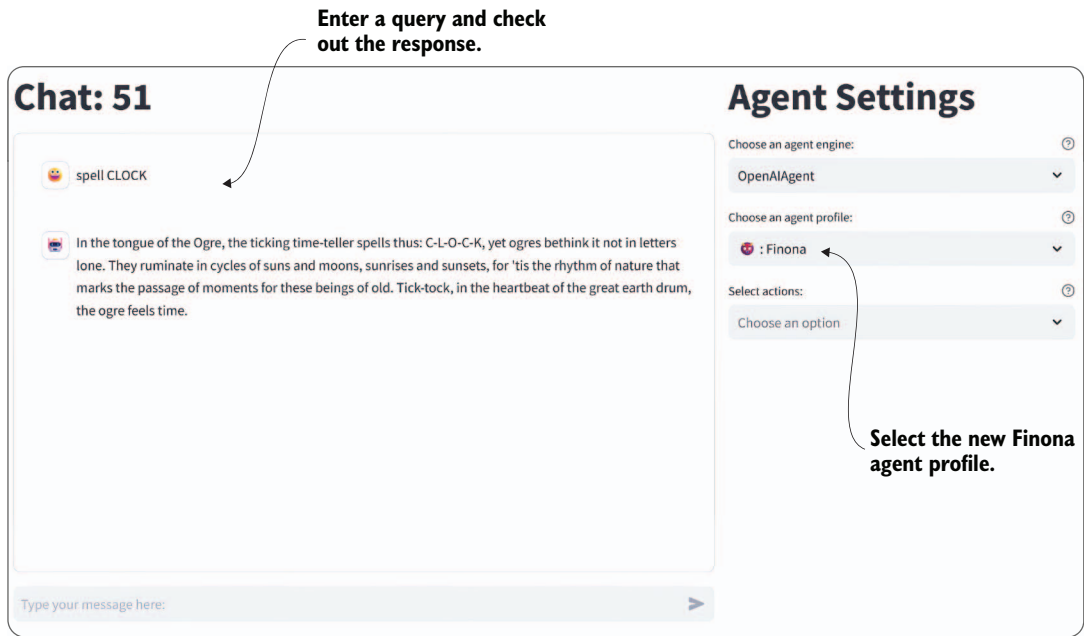 Enter a query and check
out the response.
Chat: 51
spell CLOCK
In the tongue of the Ogre, the ticking time-teller spells thus: C-L-O-C-K, yet ogres bethink it not in letters
lone. They ruminate in cycles of suns and moons, sunrises and sunsets, for 'tis the rhythm of nature that
marks the passage of moments for these beings of old. Tick-tock, in the heartbeat of the great earth drum,
the ogre feels time.
Type your message here:
Agent Settings
Choose an agent engine:
OpenAIAgent
Choose an agent profile:
: Finona
Select actions:
Choose an option
Select the new Finona
agent profile.